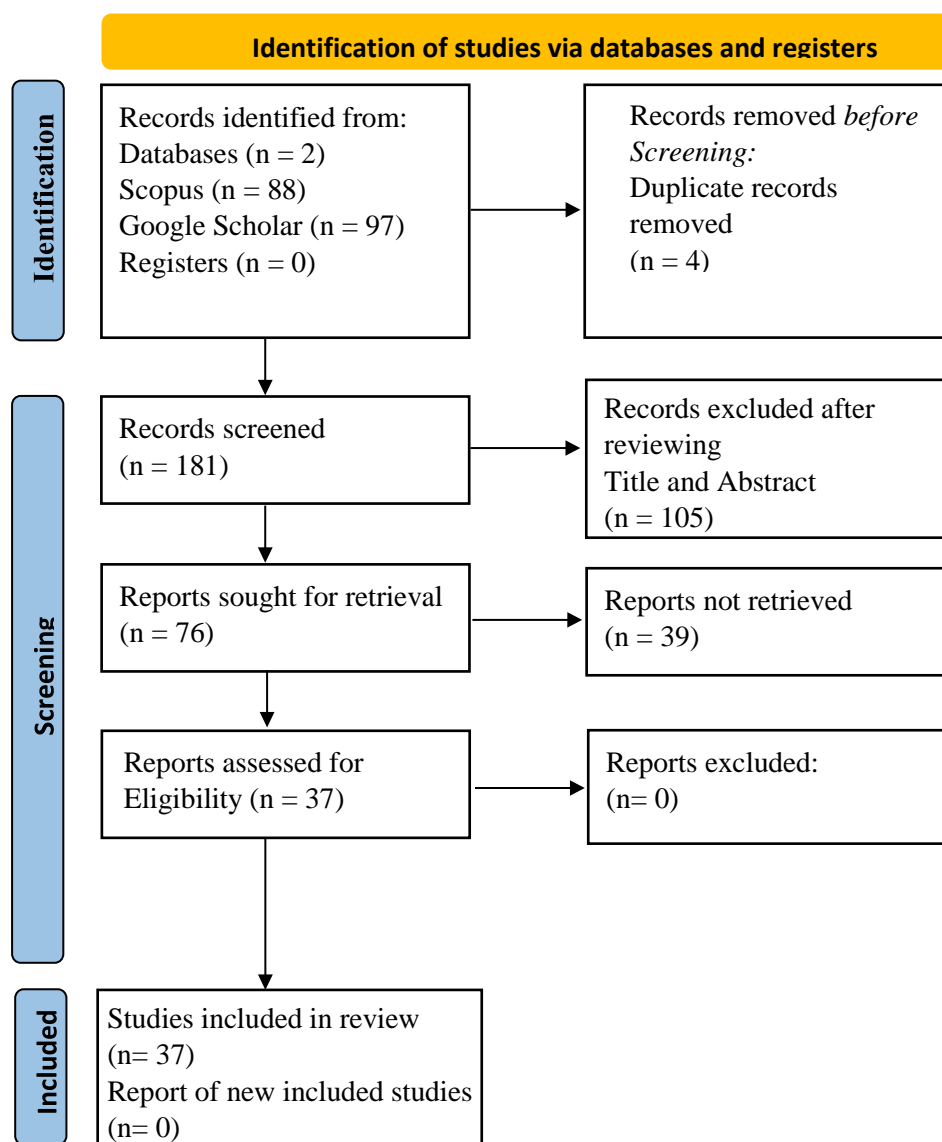 Identification of studies via databases and registers
Identification
Records identified from:
Databases (n = 2)
Scopus (n = 88)
Google Scholar (n = 97)
Registers (n = 0)
Records removed before
Screening:
Duplicate records
removed
(n = 4)
Screening
Records screened
(n = 181)
Records excluded after
reviewing
Title and Abstract
(n = 105)
Reports sought for retrieval
(n = 76)
Reports not retrieved
(n = 39)
Reports assessed for
Eligibility (n = 37)
Reports excluded:
(n= 0)
Included
Studies included in review
(n= 37)
Report of new included studies
(n= 0)